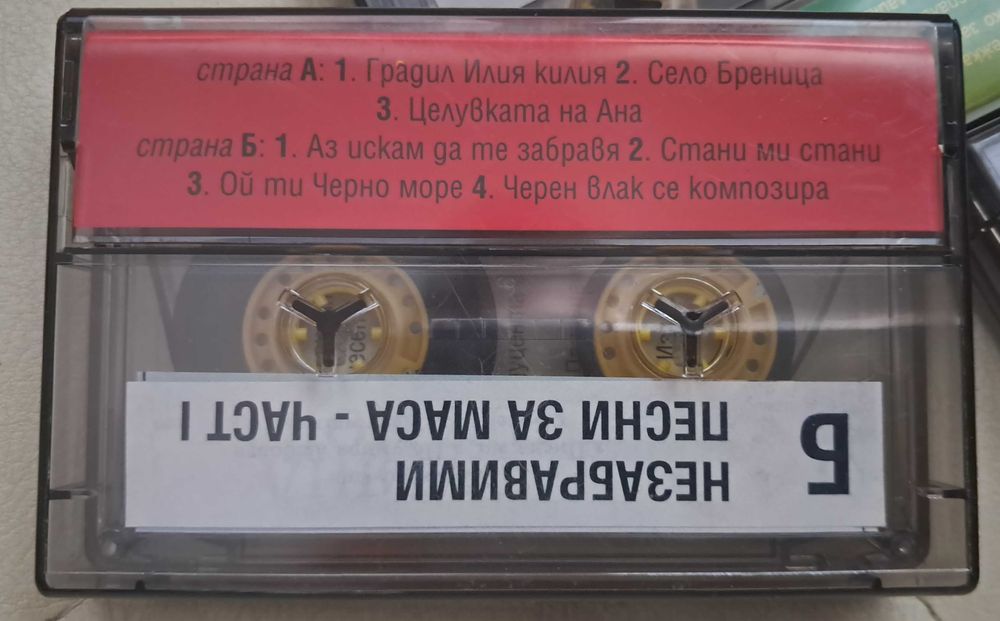 страна А: 1. Градил Илия килия 2. Село Бреница
3. Целувката на Ана
страна Б: 1. Аз искам да те забравя 2. Стани ми стани
3. Ой ти Черно море 4. Черен влак се композира
Б
НЕЗАБРАВИМИ
ПЕСНИ ЗА МАСА - ЧАСТ I